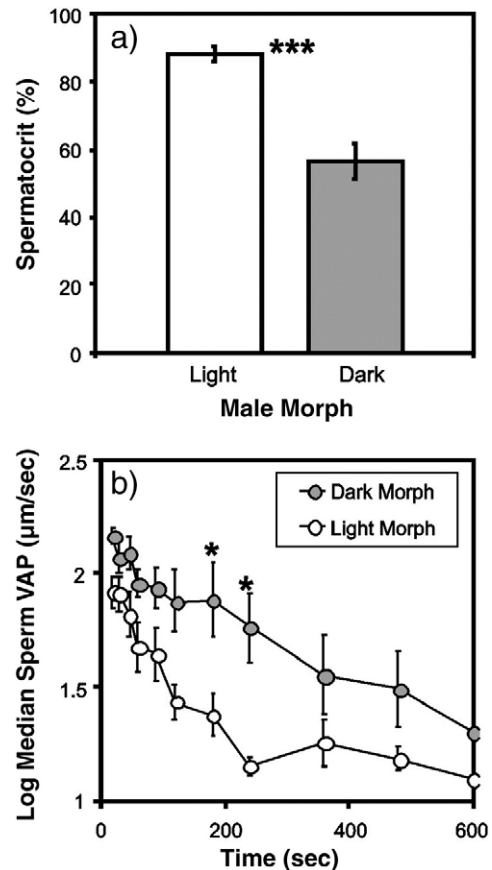 a)
***
100
80
60
40
20
0
Spermatocrit (%)
Light Dark
Male Morph
b)
Dark Morph
Light Morph
* *
2.5
2
1.5
1
Log Median Sperm VAP (µm/sec)
0 200 400 600
Time (sec)